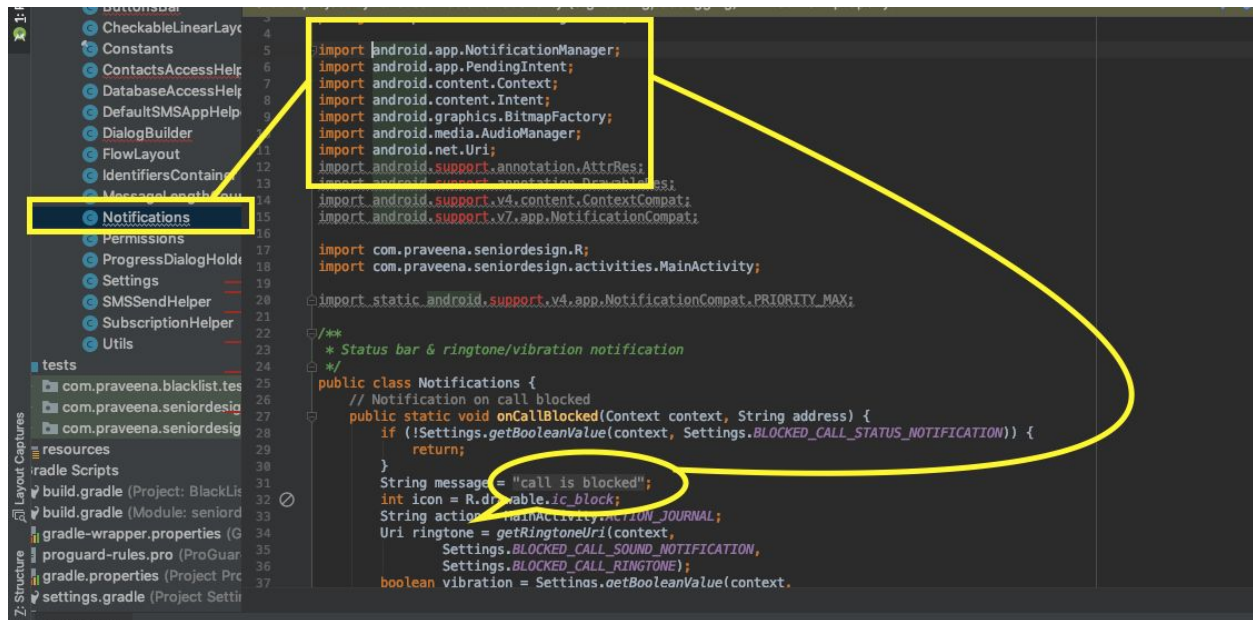 1:
ButtonsBar
CheckableLinearLayo
Constants
ContactsAccessHelp
DatabaseAccessHelp
DefaultSMSAppHelp
DialogBuilder
FlowLayout
IdentifiersContain
Notifications
Permissions
ProgressDialogHolde
Settings
SMSSendHelper
SubscriptionHelper
Utils
tests
com.praveena.blacklist.tes
com.praveena.seniordesig
com.praveena.seniordesig
resources
Gradle Scripts
build.gradle (Project: BlackLis
build.gradle (Module: seniord
gradle-wrapper.properties (G
proguard-rules.pro (ProGuar
gradle.properties (Project Pro
settings.gradle (Project Settin
Layout Captures
Z: Structure
3
4
5 import android.app.NotificationManager;
6 import android.app.PendingIntent;
7 import android.content.Context;
8 import android.content.Intent;
9 import android.graphics.BitmapFactory;
10 import android.media.AudioManager;
11 import android.net.Uri;
12 import android.support.annotation.AttrRes;
13 import android.support.annotation.DrawableRes;
14 import android.support.v4.content.ContextCompat;
15 import android.support.v7.app.NotificationCompat;
16
17 import com.praveena.seniordesign.R;
18 import com.praveena.seniordesign.activities.MainActivity;
19
20 import static android.support.v4.app.NotificationCompat.PRIORITY_MAX;
21
22 /**
23 * Status bar & ringtone/vibration notification
24 */
25 public class Notifications {
26 // Notification on call blocked
27 public static void onCallBlocked(Context context, String address) {
28 if (!Settings.getBooleanValue(context, Settings.BLOCKED_CALL_STATUS_NOTIFICATION)) {
29 return;
30 }
31 String message = "call is blocked";
32 int icon = R.drawable.ic_block;
33 String action = MainActivity.ACTION_JOURNAL;
34 Uri ringtone = getRingtoneUri(context,
35 Settings.BLOCKED_CALL_SOUND_NOTIFICATION,
36 Settings.BLOCKED_CALL_RINGTONE);
37 boolean vibration = Settings.getBooleanValue(context,